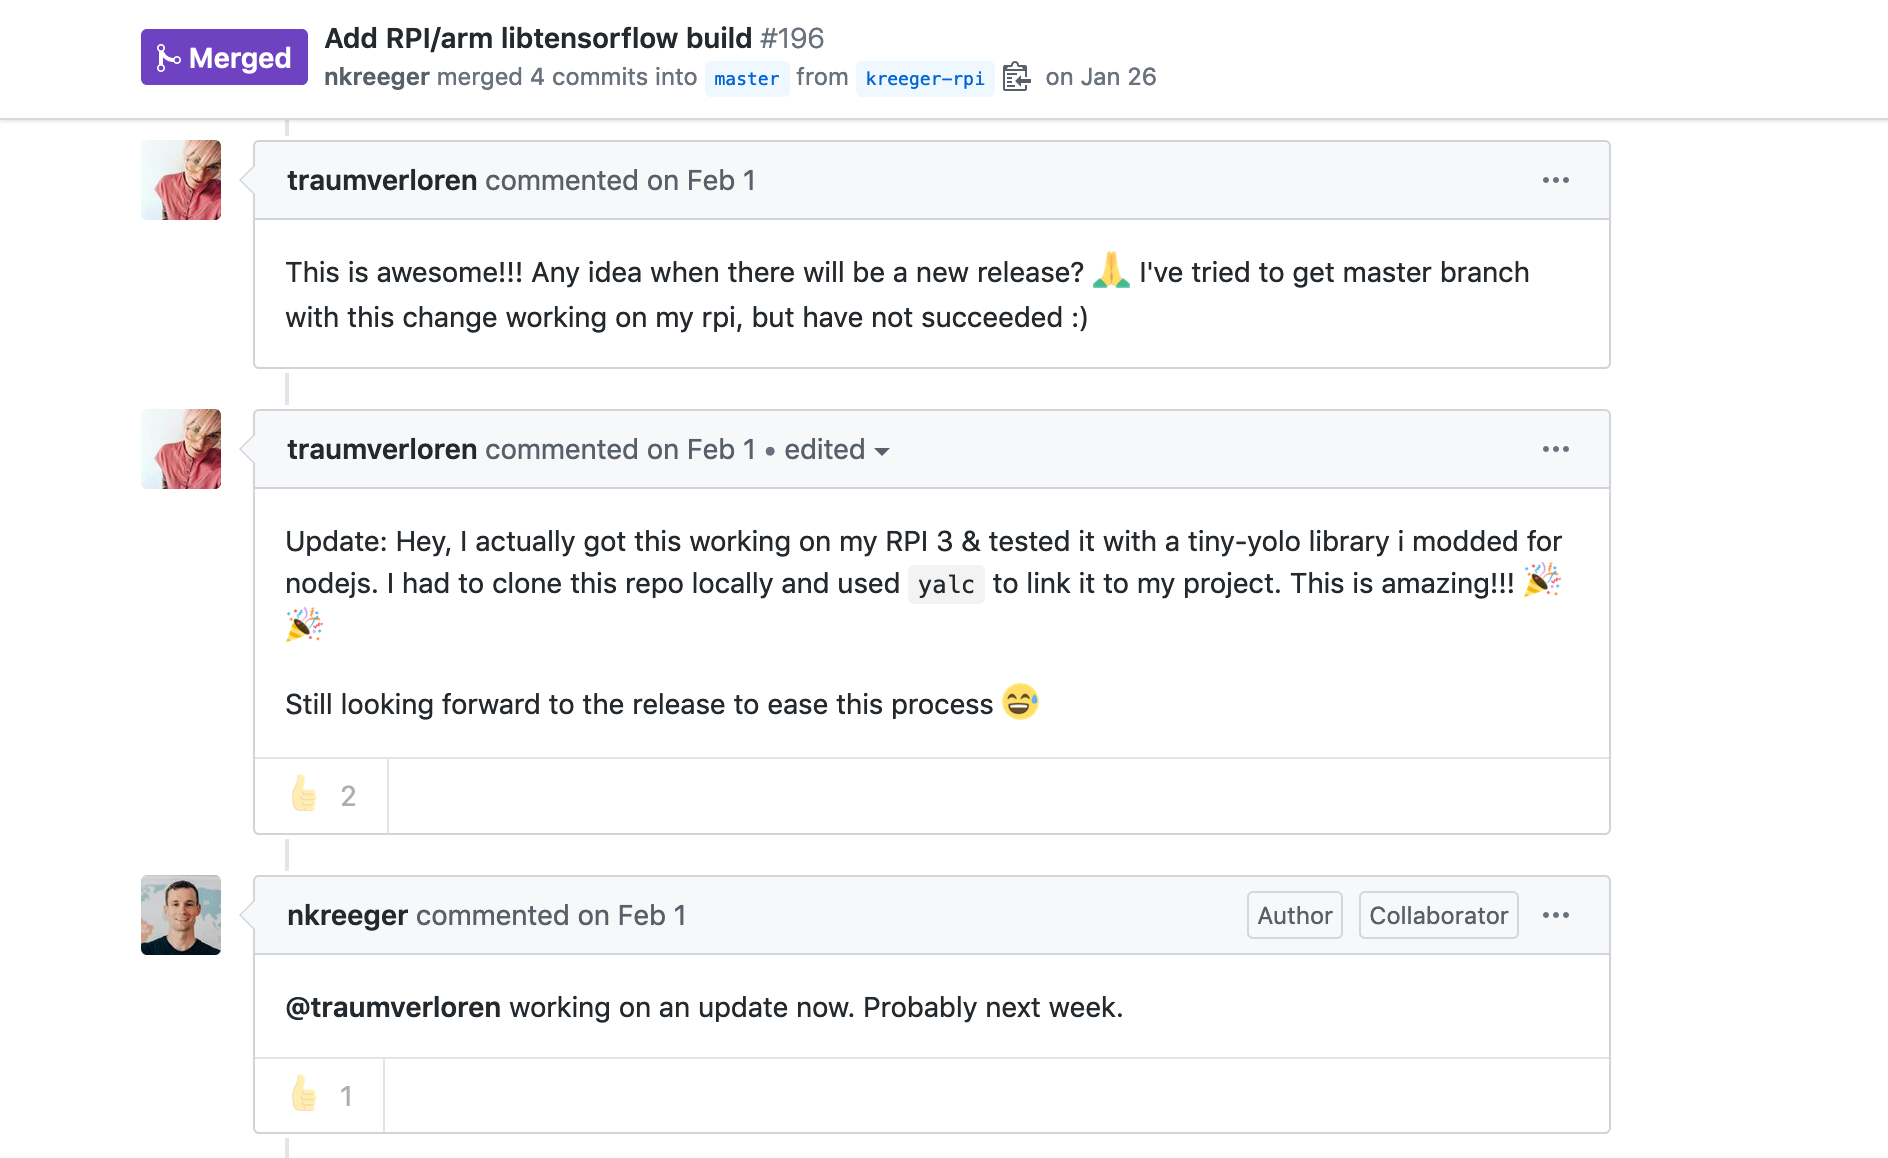 Merged
Add RPI/arm libtensorflow build #196
nkreeger merged 4 commits into master from kreeger-rpi on Jan 26
traumverloren commented on Feb 1
This is awesome!!! Any idea when there will be a new release? 🙏 I've tried to get master branch
with this change working on my rpi, but have not succeeded :)
traumverloren commented on Feb 1 • edited
Update: Hey, I actually got this working on my RPI 3 & tested it with a tiny-yolo library i modded for
nodejs. I had to clone this repo locally and used yalc to link it to my project. This is amazing!!! 🎉
🎉
Still looking forward to the release to ease this process 😅
👍 2
nkreeger commented on Feb 1
Author
Collaborator
@traumverloren working on an update now. Probably next week.
👍 1